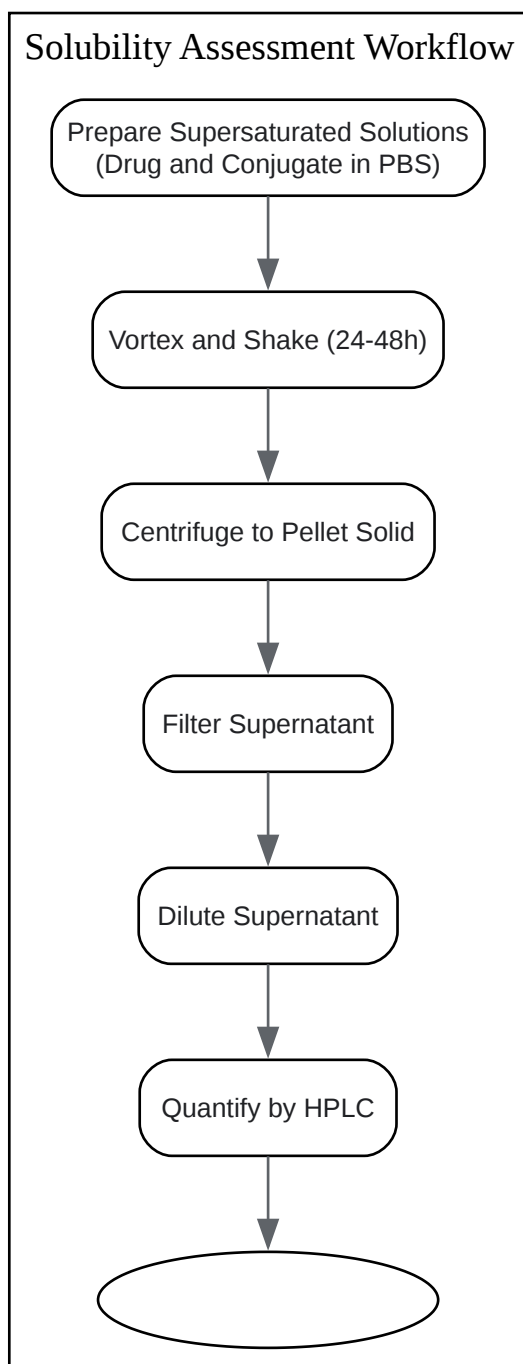 Solubility Assessment Workflow
Prepare Supersaturated Solutions
(Drug and Conjugate in PBS)
Vortex and Shake (24-48h)
Centrifuge to Pellet Solid
Filter Supernatant
Dilute Supernatant
Quantify by HPLC